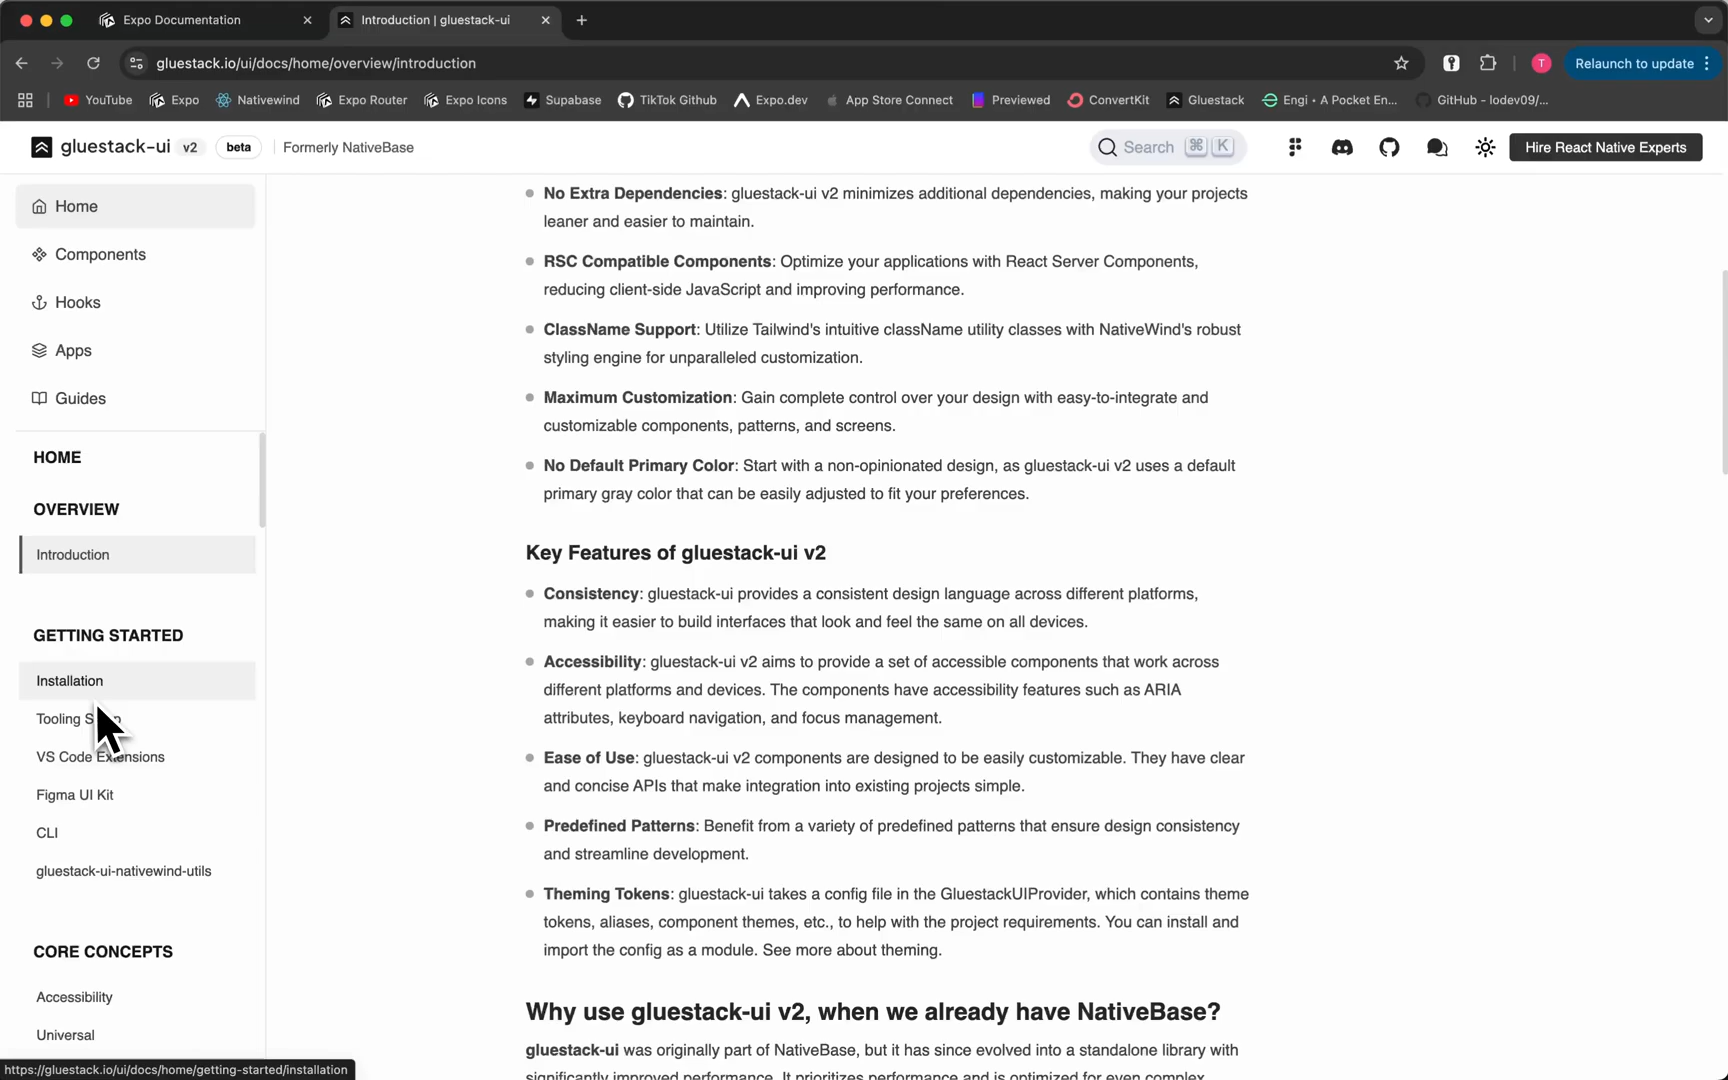 Expo Documentation
Introduction | gluestack-ui
gluestack.io/ui/docs/home/overview/introduction
T
Relaunch to update
YouTube
Expo
Nativewind
Expo Router
Expo Icons
Supabase
TikTok Github
Expo.dev
App Store Connect
Previewed
ConvertKit
Gluestack
Engi • A Pocket En...
GitHub - lodev09/...
gluestack-ui v2 beta
Formerly NativeBase
Search ⌘ K
Hire React Native Experts
Home
Components
Hooks
Apps
Guides
HOME
OVERVIEW
Introduction
GETTING STARTED
Installation
Tooling
VS Code Extensions
Figma UI Kit
CLI
gluestack-ui-nativewind-utils
CORE CONCEPTS
Accessibility
Universal
https://gluestack.io/ui/docs/home/getting-started/installation
No Extra Dependencies: gluestack-ui v2 minimizes additional dependencies, making your projects
leaner and easier to maintain.
RSC Compatible Components: Optimize your applications with React Server Components,
reducing client-side JavaScript and improving performance.
ClassName Support: Utilize Tailwind's intuitive className utility classes with NativeWind's robust
styling engine for unparalleled customization.
Maximum Customization: Gain complete control over your design with easy-to-integrate and
customizable components, patterns, and screens.
No Default Primary Color: Start with a non-opinionated design, as gluestack-ui v2 uses a default
primary gray color that can be easily adjusted to fit your preferences.
Key Features of gluestack-ui v2
Consistency: gluestack-ui provides a consistent design language across different platforms,
making it easier to build interfaces that look and feel the same on all devices.
Accessibility: gluestack-ui v2 aims to provide a set of accessible components that work across
different platforms and devices. The components have accessibility features such as ARIA
attributes, keyboard navigation, and focus management.
Ease of Use: gluestack-ui v2 components are designed to be easily customizable. They have clear
and concise APIs that make integration into existing projects simple.
Predefined Patterns: Benefit from a variety of predefined patterns that ensure design consistency
and streamline development.
Theming Tokens: gluestack-ui takes a config file in the GluestackUIProvider, which contains theme
tokens, aliases, component themes, etc., to help with the project requirements. You can install and
import the config as a module. See more about theming.
Why use gluestack-ui v2, when we already have NativeBase?
gluestack-ui was originally part of NativeBase, but it has since evolved into a standalone library with
significantly improved performance. It prioritizes performance and is optimized for even complex